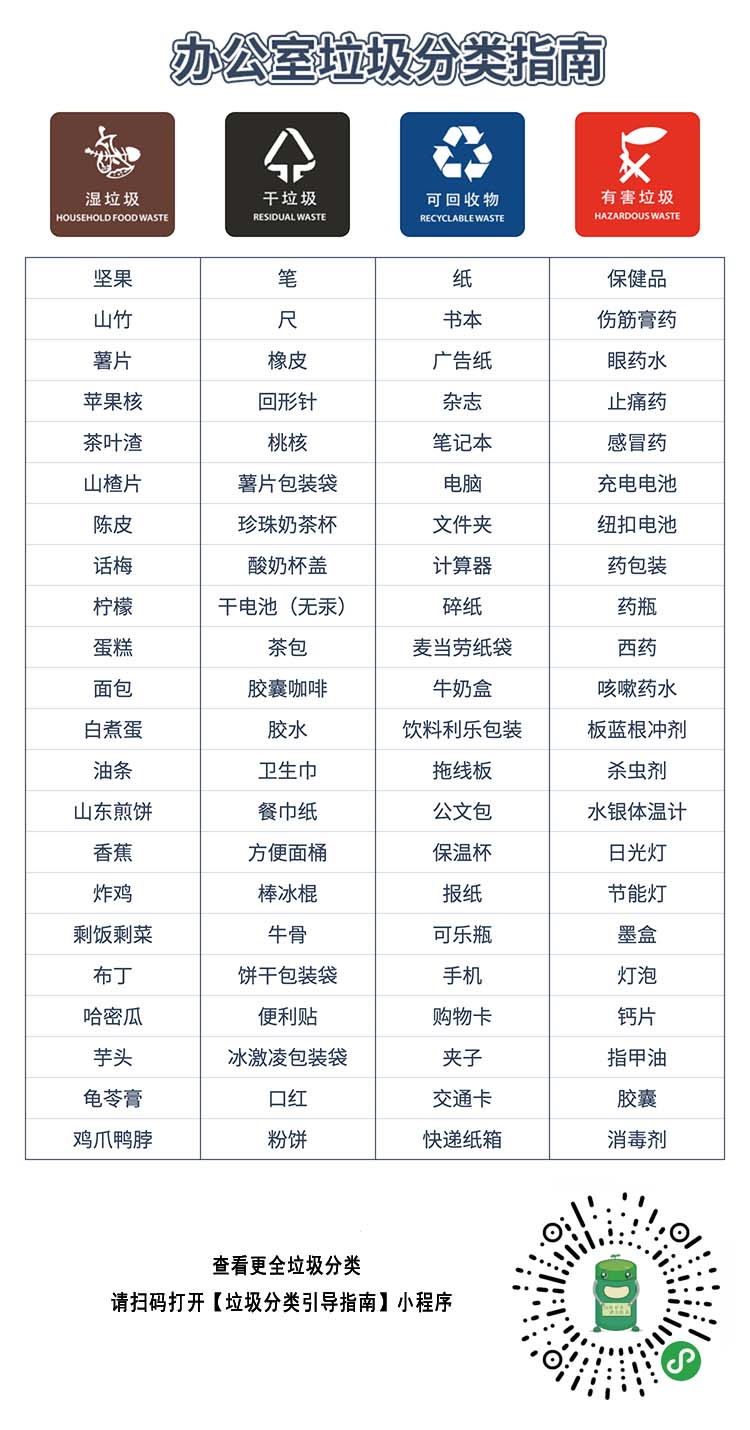 办公室垃圾分类指南
湿垃圾 干垃圾 可回收物 有害垃圾
HOUSEHOLD FOOD WASTE RESIDUAL WASTE RECYCLABLE WASTE HAZARDOUS WASTE
坚果 笔 纸 保健品
山竹 尺 书本 伤筋膏药
薯片 橡皮 广告纸 眼药水
苹果核 回形针 杂志 止痛药
茶叶渣 桃核 笔记本 感冒药
山楂片 薯片包装袋 电脑 充电电池
陈皮 珍珠奶茶杯 文件夹 纽扣电池
话梅 酸奶杯盖 计算器 药包装
柠檬 干电池（无汞） 碎纸 药瓶
蛋糕 茶包 麦当劳纸袋 西药
面包 胶囊咖啡 牛奶盒 咳嗽药水
白煮蛋 胶水 饮料利乐包装 板蓝根冲剂
油条 卫生巾 拖线板 杀虫剂
山东煎饼 餐巾纸 公文包 水银体温计
香蕉 方便面桶 保温杯 日光灯
炸鸡 棒冰棍 报纸 节能灯
剩饭剩菜 牛骨 可乐瓶 墨盒
布丁 饼干包装袋 手机 灯泡
哈密瓜 便利贴 购物卡 钙片
芋头 冰激凌包装袋 夹子 指甲油
龟苓膏 口红 交通卡 胶囊
鸡爪鸭脖 粉饼 快递纸箱 消毒剂
查看更全垃圾分类
请扫码打开【垃圾分类引导指南】小程序